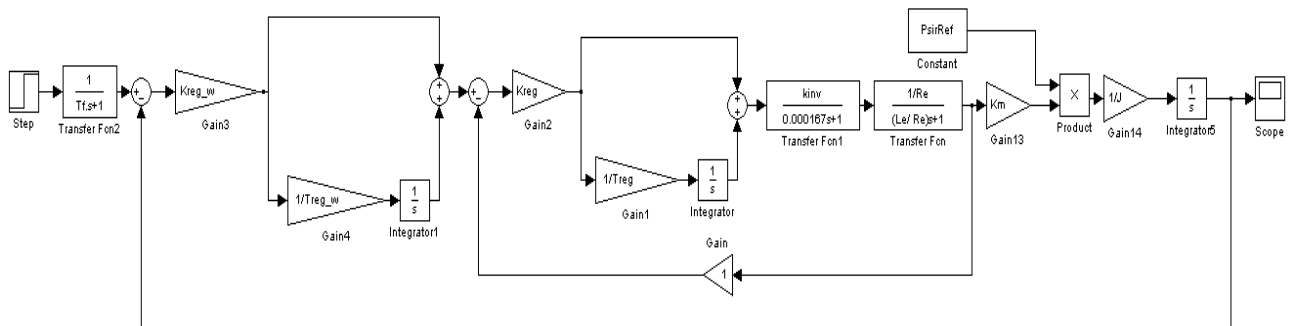 Step
1
Tf.s+1
Transfer Fcn2
+
−
Kreg_w
Gain3
1/Treg_w
Gain4
1
s
Integrator1
+
+
+
−
Kreg
Gain2
1/Treg
Gain1
1
s
Integrator
+
+
kinv
0.000167s+1
Transfer Fcn1
1/Re
(Le/ Re)s+1
Transfer Fcn
PsirRef
Constant
Km
Gain13
X
Product
1/J
Gain14
1
s
Integrator5
Scope
Gain
1